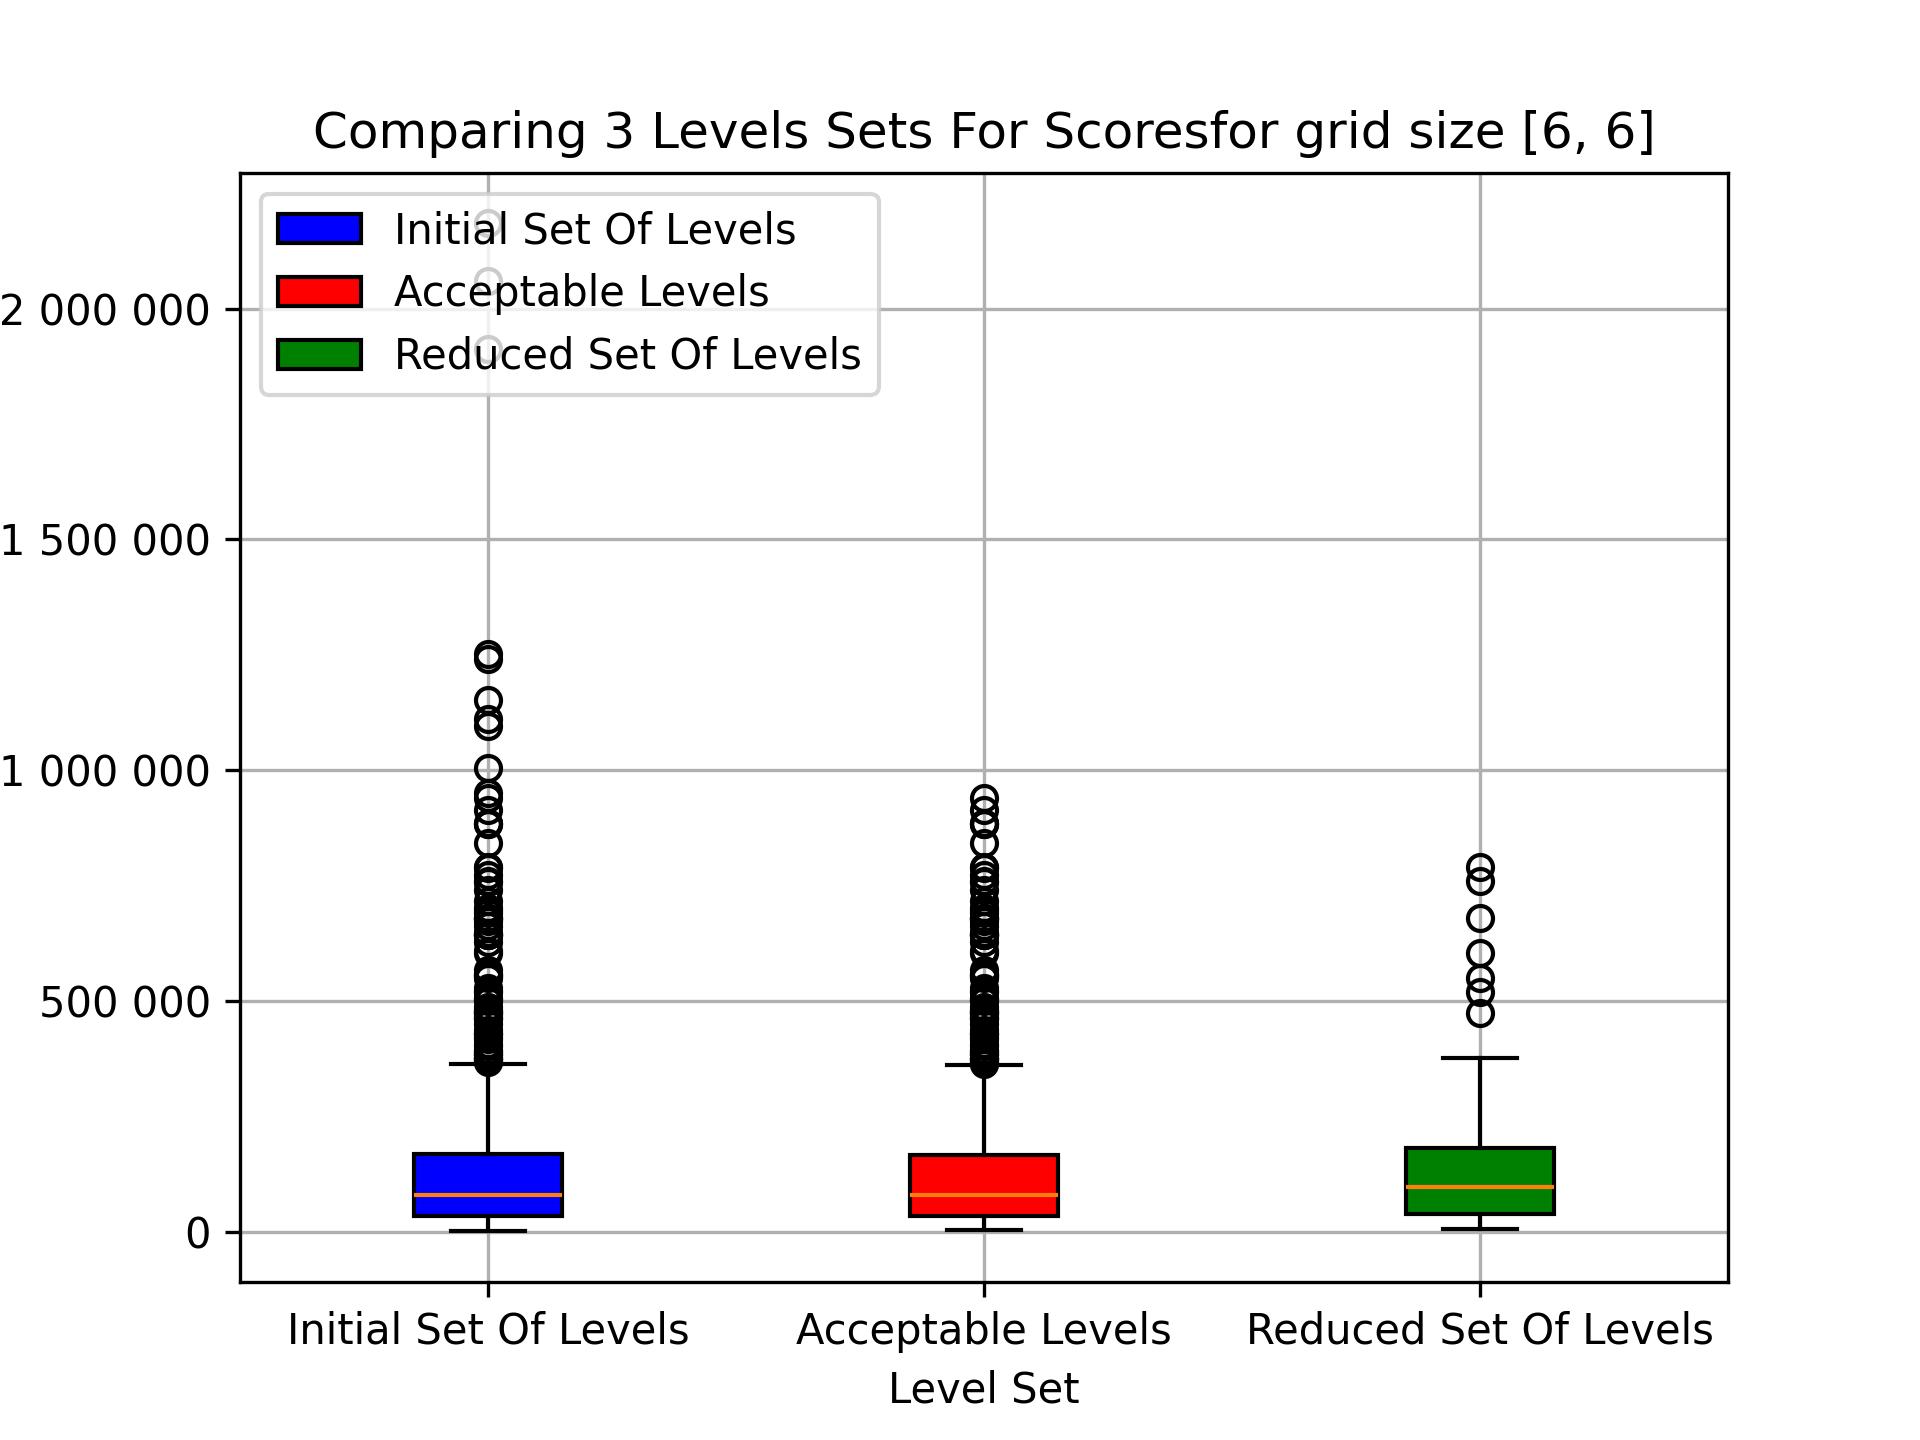 Comparing 3 Levels Sets For Scoresfor grid size [6, 6]
Initial Set Of Levels
Acceptable Levels
Reduced Set Of Levels
2 000 000
1 500 000
1 000 000
500 000
0
Initial Set Of Levels
Acceptable Levels
Reduced Set Of Levels
Level Set